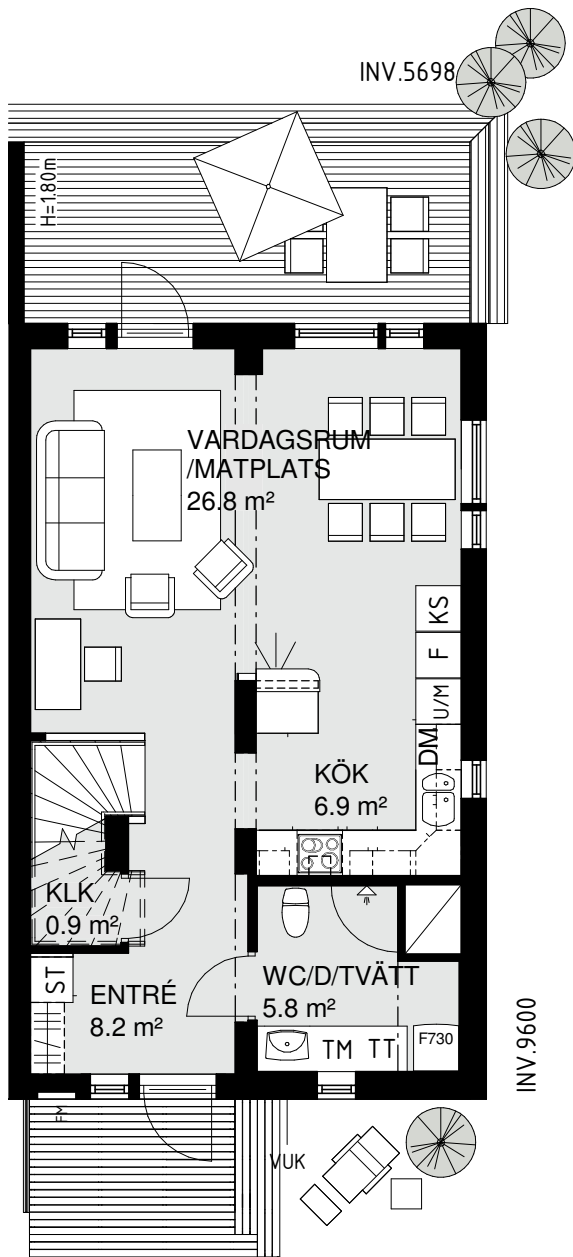 INV.5698
H=1.80m
VARDAGSRUM
/MATPLATS
26.8 m²
KS
F
U/M
DM
KÖK
6.9 m²
KLK
0.9 m²
ST
ENTRÉ
8.2 m²
WC/D/TVÄTT
5.8 m²
TM TT
F730
INV.9600
FM
VUK